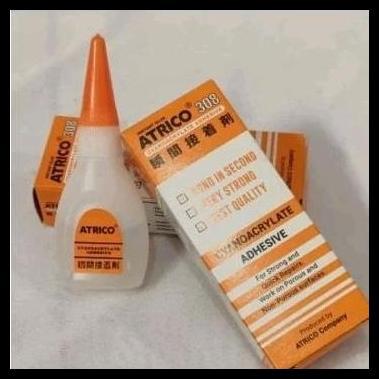 INSTANT GLUE
ATRICO® 308
CYANOACRYLATE ADHESIVE
瞬間接着剤
BOND IN SECOND
VERY STRONG
BEST QUALITY
CYANOACRYLATE
ADHESIVE
For Strong and
Quick Repairs
Work on Porous and
Non-Porous surfaces
Produced by
ATRICO Company
ATRICO 308
ATRICO®
瞬間接着剤